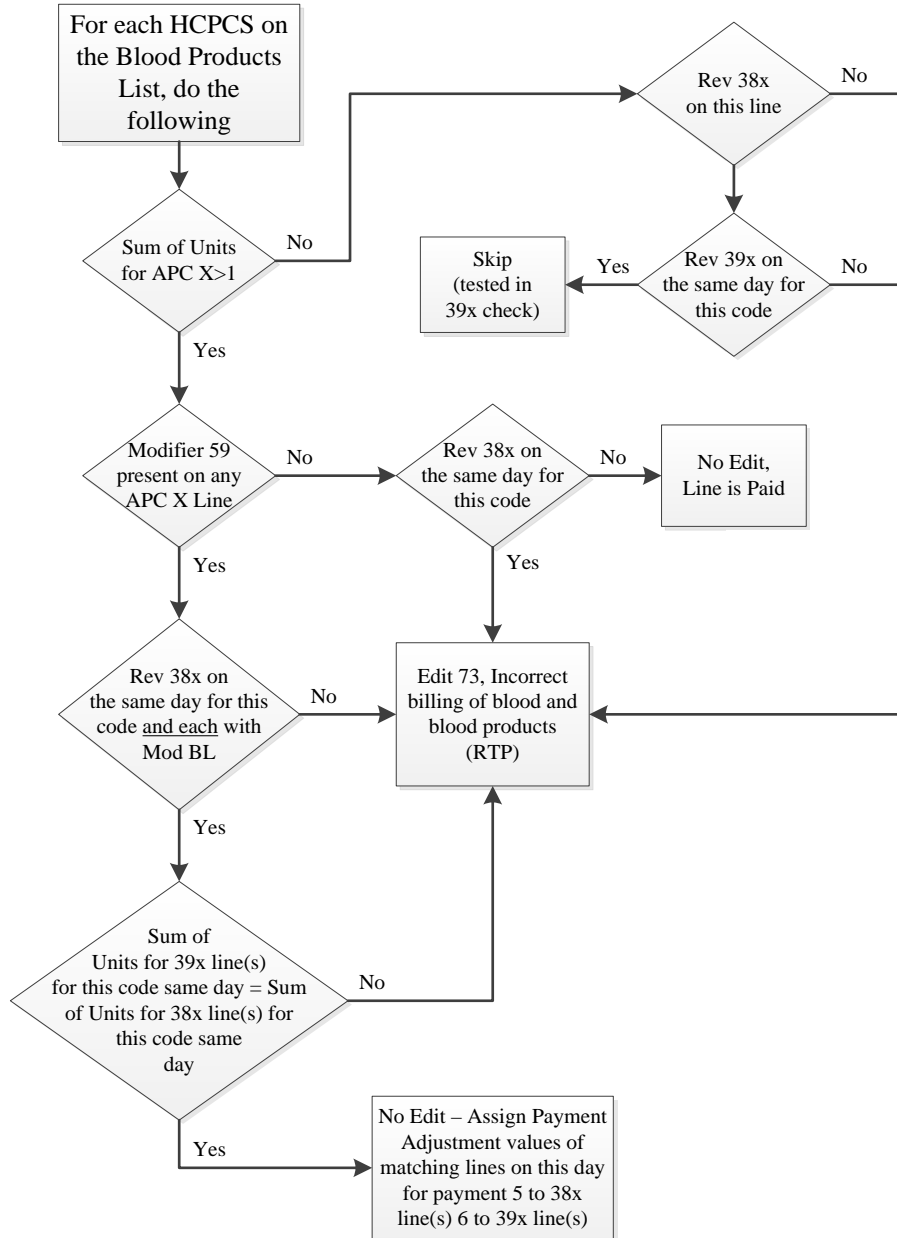 For each HCPCS on
the Blood Products
List, do the
following
Rev 38x
on this line
No
Sum of Units
for APC X>1
No
Skip
(tested in
39x check)
Yes
Rev 39x on
the same day for
this code
No
Yes
Modifier 59
present on any
APC X Line
No
Rev 38x on
the same day for
this code
No
No Edit,
Line is Paid
Yes
Yes
Rev 38x on
the same day for this
code and each with
Mod BL
No
Edit 73, Incorrect
billing of blood and
blood products
(RTP)
Yes
Sum of
Units for 39x line(s)
for this code same day = Sum
of Units for 38x line(s) for
this code same
day
No
Yes
No Edit – Assign Payment
Adjustment values of
matching lines on this day
for payment 5 to 38x
line(s) 6 to 39x line(s)